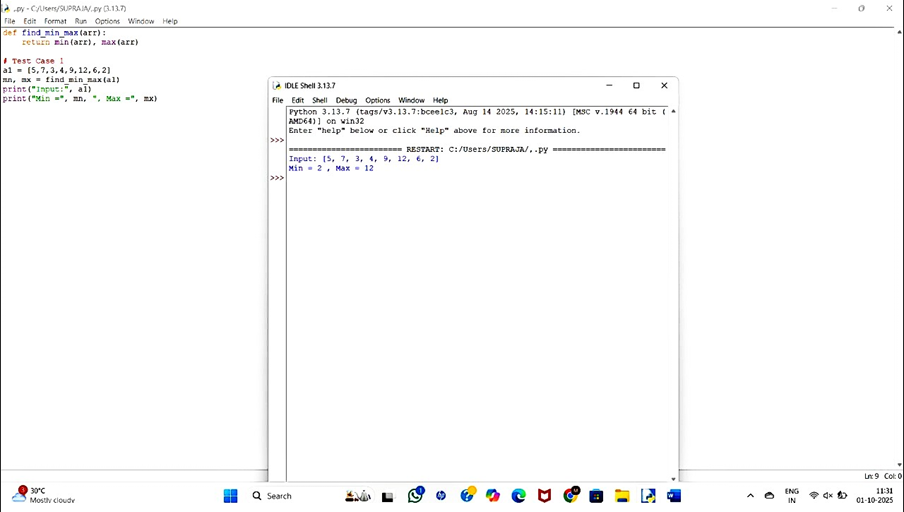 ,.py - C:/Users/SUPRAJA/,.py (3.13.7)
File Edit Format Run Options Window Help
def find_min_max(arr):
    return min(arr), max(arr)
# Test Case 1
a1 = [5,7,3,4,9,12,6,2]
mn, mx = find_min_max(a1)
print("Input:", a1)
print("Min =", mn, ", Max =", mx)
IDLE Shell 3.13.7
File Edit Shell Debug Options Window Help
Python 3.13.7 (tags/v3.13.7:bcee1c3, Aug 14 2025, 14:15:11) [MSC v.1944 64 bit (
AMD64)] on win32
Enter "help" below or click "Help" above for more information.
>>>
======================== RESTART: C:/Users/SUPRAJA/,.py ========================
Input: [5, 7, 3, 4, 9, 12, 6, 2]
Min = 2 , Max = 12
>>>
Ln: 9 Col: 0
30°C
Mostly cloudy
Search
ENG
IN
11:31
01-10-2025